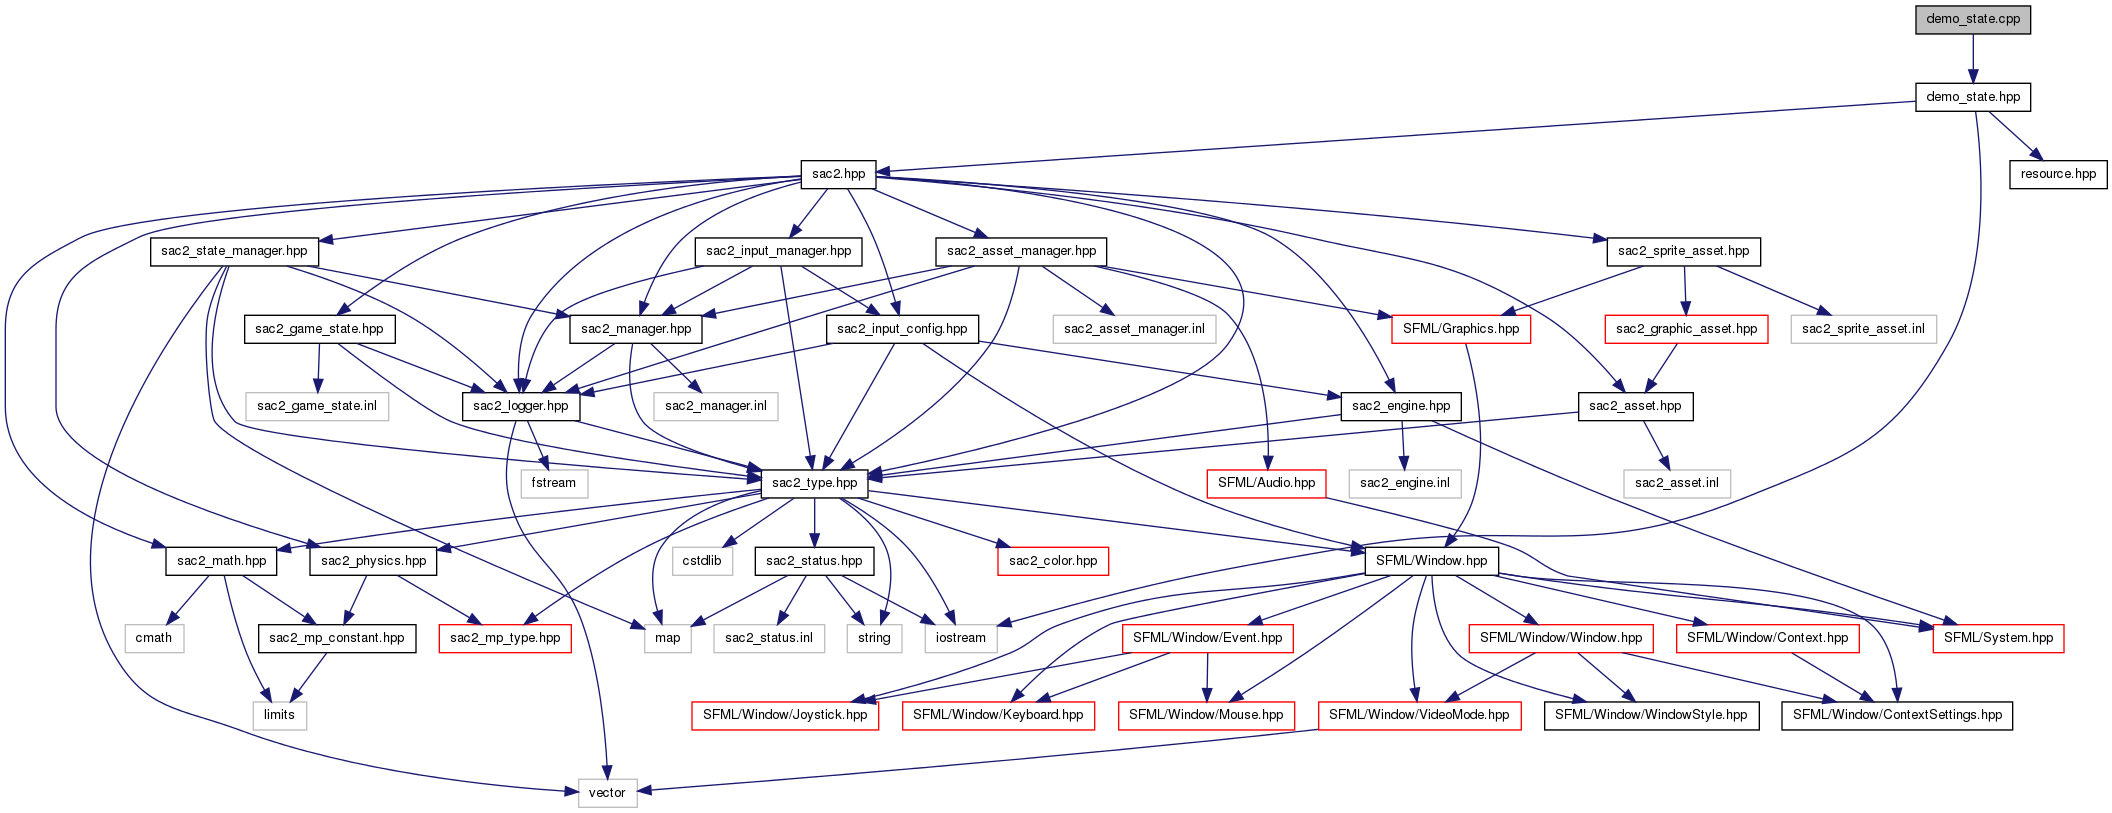 demo_state.cpp
demo_state.hpp
sac2.hpp
resource.hpp
sac2_state_manager.hpp
sac2_input_manager.hpp
sac2_asset_manager.hpp
sac2_sprite_asset.hpp
sac2_game_state.hpp
sac2_manager.hpp
sac2_input_config.hpp
sac2_asset_manager.inl
SFML/Graphics.hpp
sac2_graphic_asset.hpp
sac2_sprite_asset.inl
sac2_game_state.inl
sac2_logger.hpp
sac2_manager.inl
sac2_engine.hpp
sac2_asset.hpp
fstream
sac2_type.hpp
SFML/Audio.hpp
sac2_engine.inl
sac2_asset.inl
sac2_math.hpp
sac2_physics.hpp
cstdlib
sac2_status.hpp
sac2_color.hpp
SFML/Window.hpp
cmath
sac2_mp_constant.hpp
sac2_mp_type.hpp
map
sac2_status.inl
string
iostream
SFML/Window/Event.hpp
SFML/Window/Window.hpp
SFML/Window/Context.hpp
SFML/System.hpp
limits
SFML/Window/Joystick.hpp
SFML/Window/Keyboard.hpp
SFML/Window/Mouse.hpp
SFML/Window/VideoMode.hpp
SFML/Window/WindowStyle.hpp
SFML/Window/ContextSettings.hpp
vector